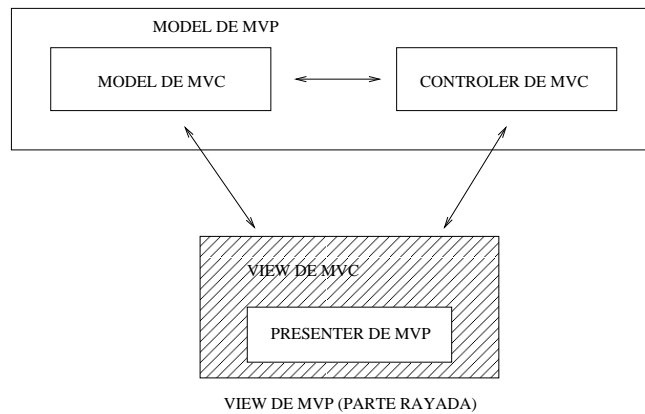 MODEL DE MVP
MODEL DE MVC
CONTROLER DE MVC
VIEW DE MVC
PRESENTER DE MVP
VIEW DE MVP (PARTE RAYADA)